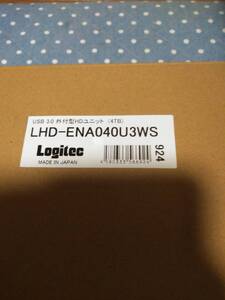 USB 3.0 外付型HDユニット (4TB)
LHD-ENA040U3WS
Logitec
MADE IN JAPAN
924